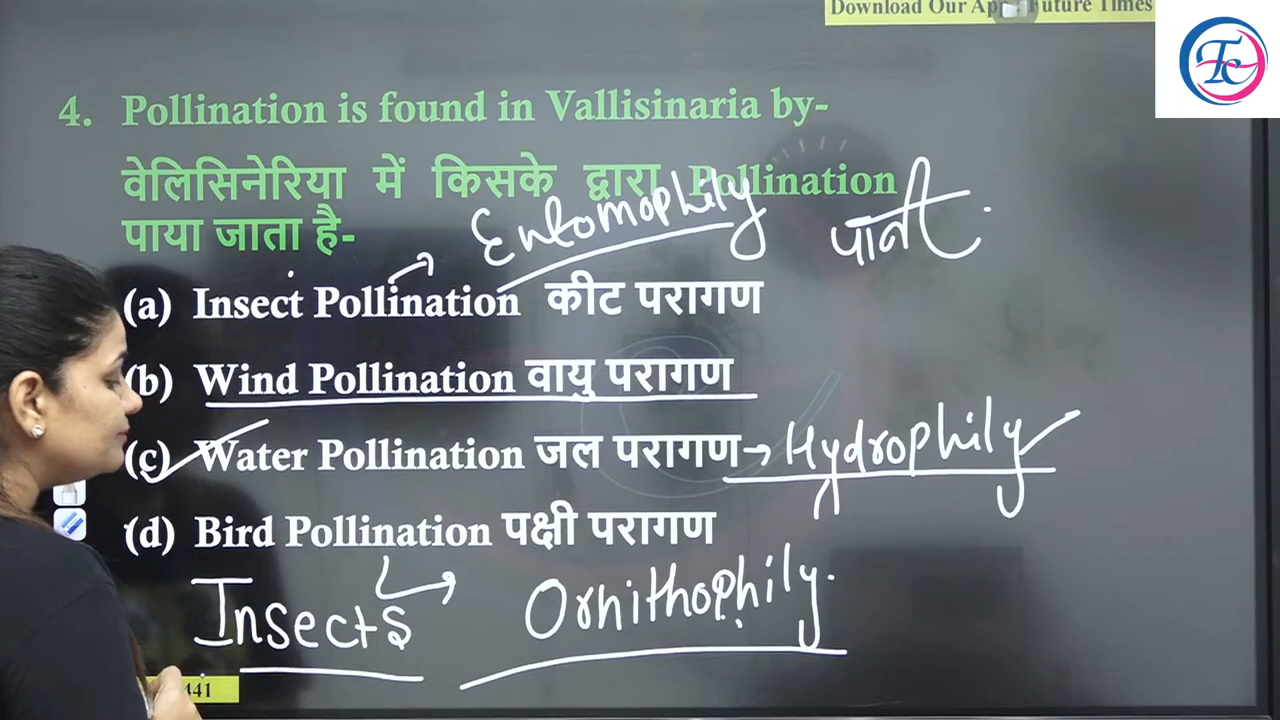 Download Our App Future Times
Tc
4. Pollination is found in Vallisinaria by-
वेलिसिनेरिया में किसके द्वारा Pollination
पाया जाता है-
Entomophily
पानी
(a) Insect Pollination कीट परागण
(b) Wind Pollination वायु परागण
(c) Water Pollination जल परागण → Hydrophily
(d) Bird Pollination पक्षी परागण
Insects Ornithophily.
441